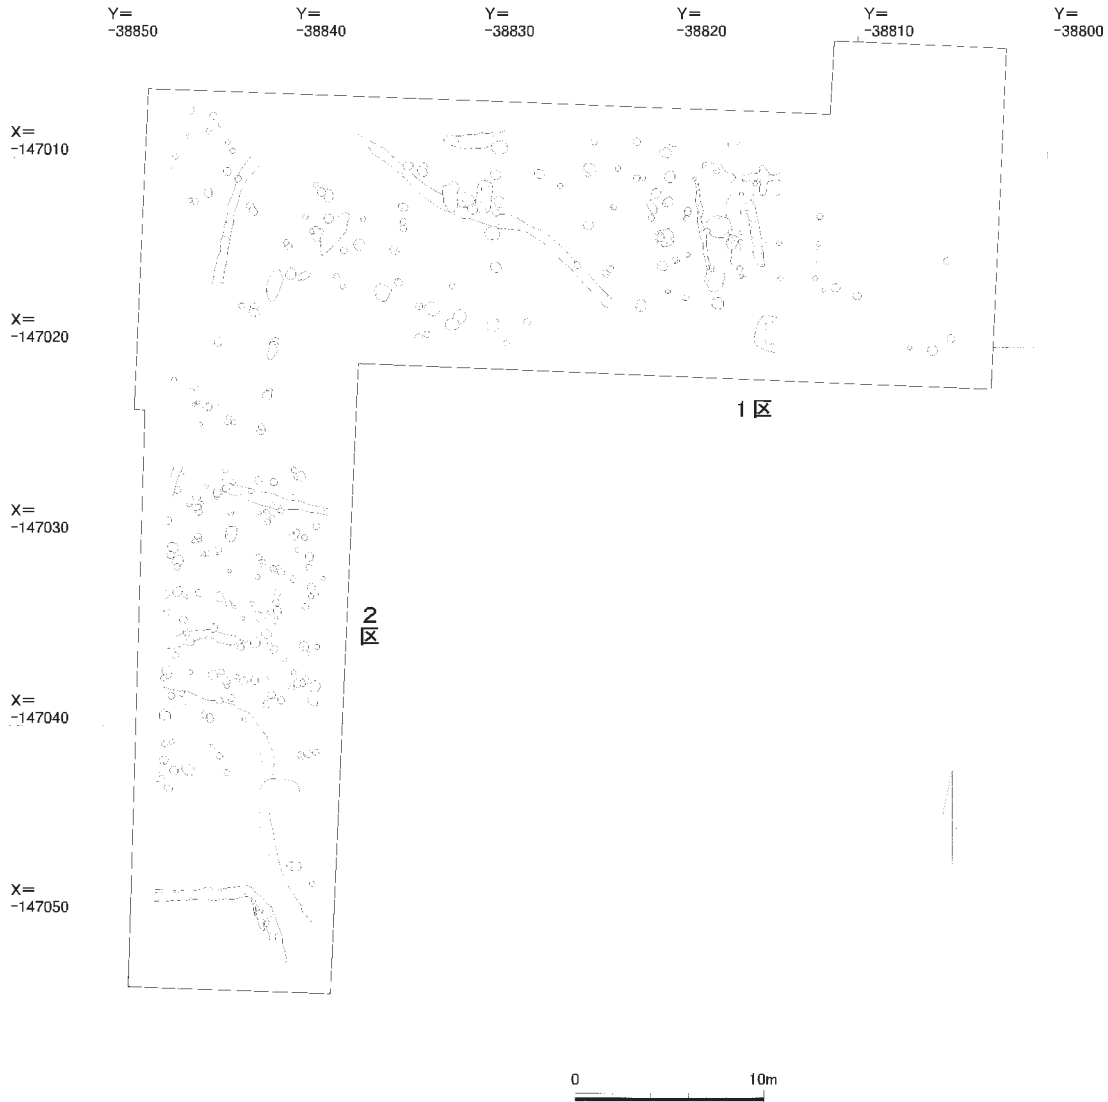 Y=
-38850
Y=
-38840
Y=
-38830
Y=
-38820
Y=
-38810
Y=
-38800
X=
-147010
X=
-147020
1区
X=
-147030
2
区
X=
-147040
X=
-147050
0
10m